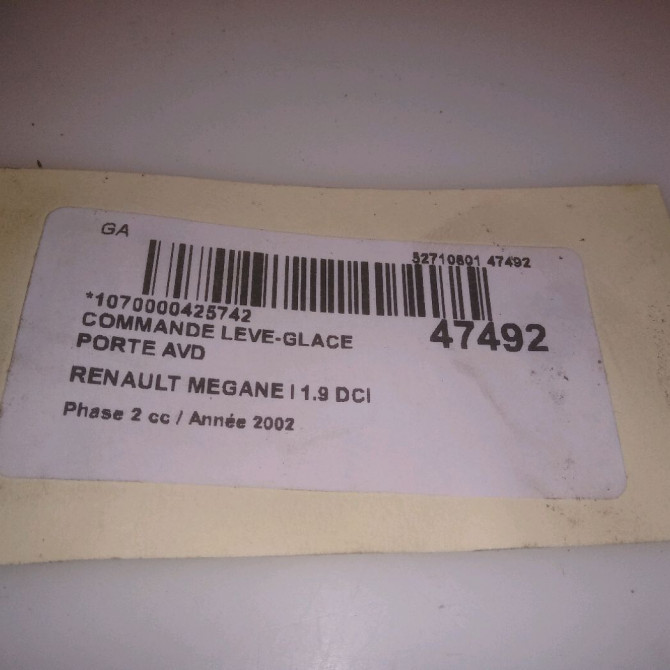 GA
52710801 47492
*1070000425742
47492
COMMANDE LEVE-GLACE
PORTE AVD
RENAULT MEGANE I 1.9 DCI
Phase 2 cc / Année 2002